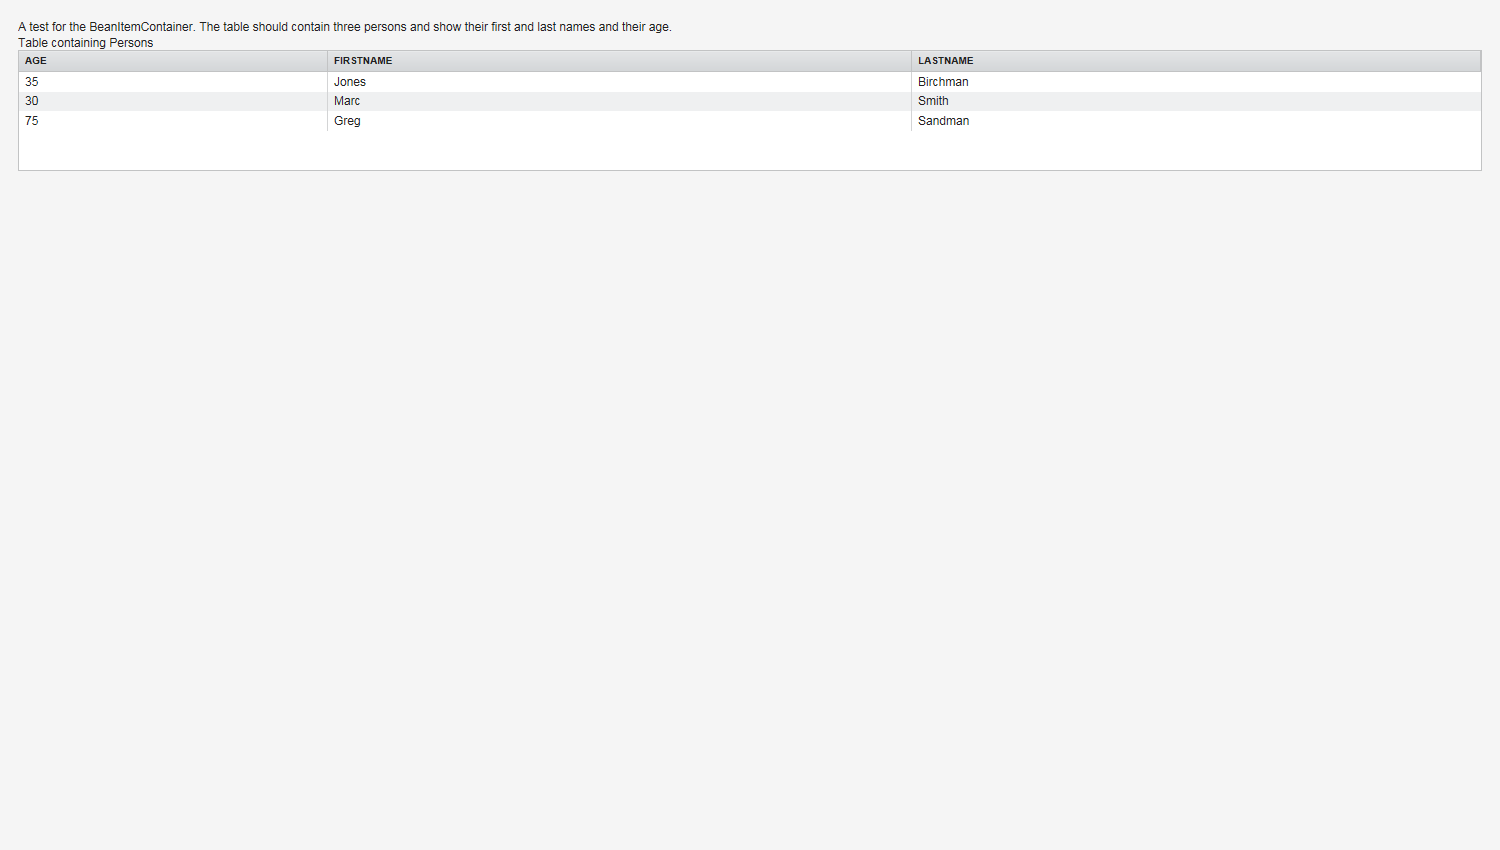 A test for the BeanItemContainer. The table should contain three persons and show their first and last names and their age.
Table containing Persons
AGE FIRSTNAME LASTNAME
35 Jones Birchman
30 Marc Smith
75 Greg Sandman